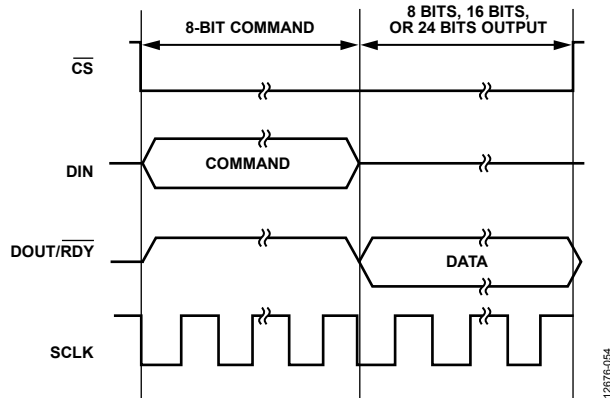 8-BIT COMMAND
8 BITS, 16 BITS,
OR 24 BITS OUTPUT
CS
DIN
COMMAND
DOUT/RDY
DATA
SCLK
12676-054